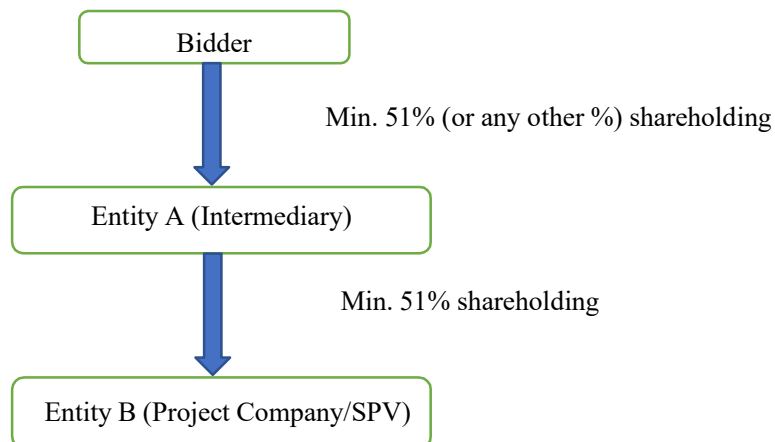 Bidder
Min. 51% (or any other %) shareholding
Entity A (Intermediary)
Min. 51% shareholding
Entity B (Project Company/SPV)